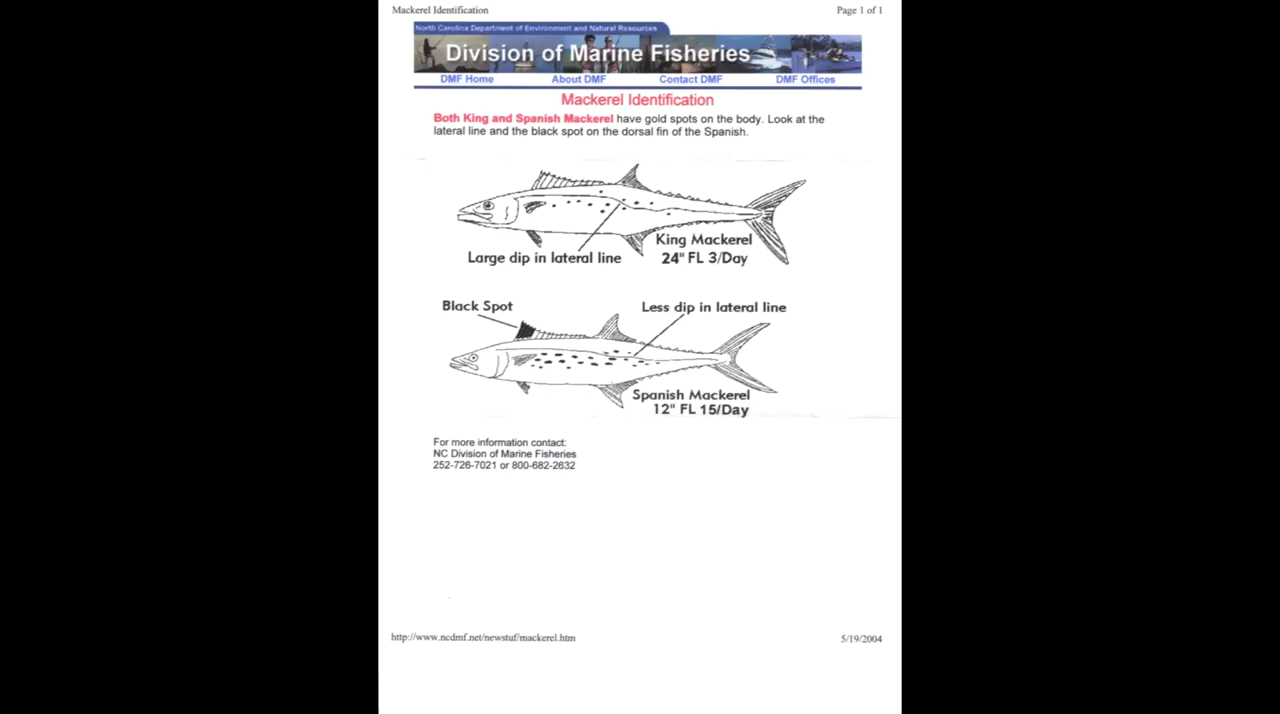 Mackerel Identification
Page 1 of 1
North Carolina Department of Environment and Natural Resources
Division of Marine Fisheries
DMF Home About DMF Contact DMF DMF Offices
Mackerel Identification
Both King and Spanish Mackerel have gold spots on the body. Look at the
lateral line and the black spot on the dorsal fin of the Spanish.
King Mackerel
24" FL 3/Day
Large dip in lateral line
Black Spot
Less dip in lateral line
Spanish Mackerel
12" FL 15/Day
For more information contact:
NC Division of Marine Fisheries
252-726-7021 or 800-682-2632
http://www.ncdmf.net/newstuf/mackerel.htm
5/19/2004